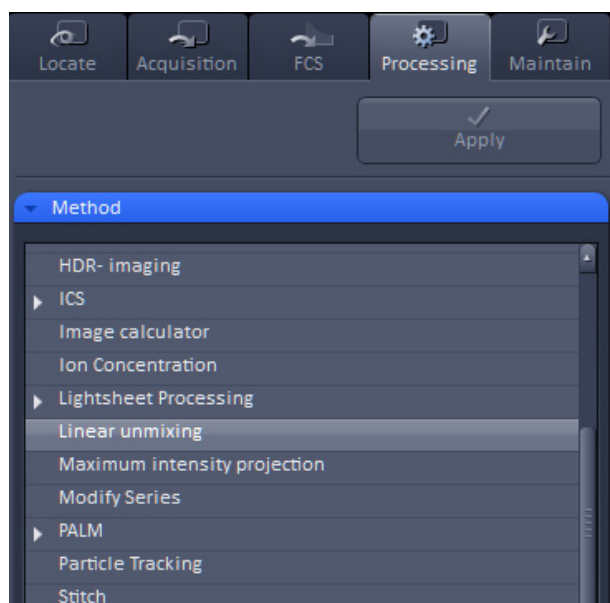 Locate Acquisition FCS Processing Maintain
Apply
Method
HDR- imaging
ICS
Image calculator
Ion Concentration
Lightsheet Processing
Linear unmixing
Maximum intensity projection
Modify Series
PALM
Particle Tracking
Stitch